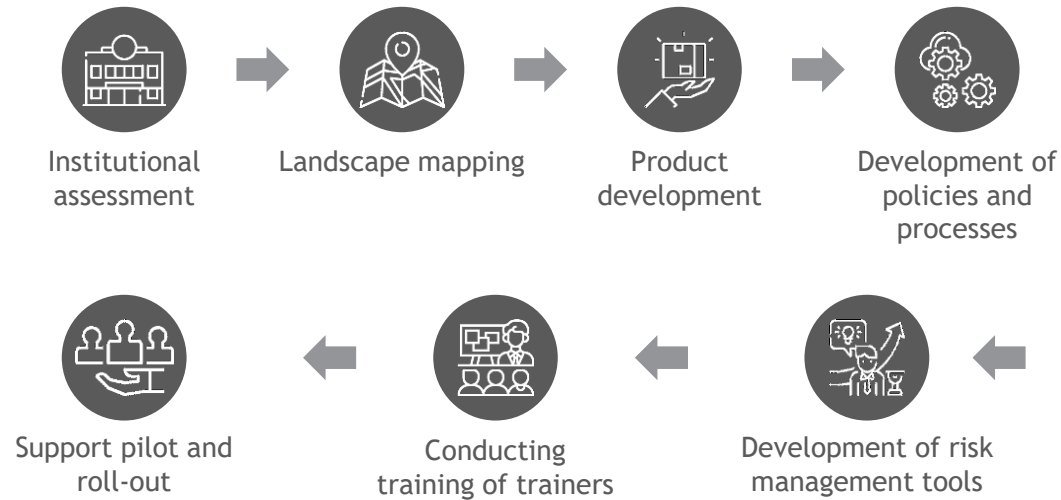 Institutional
assessment
Landscape mapping
Product
development
Development of
policies and
processes
Development of risk
management tools
Conducting
training of trainers
Support pilot and
roll-out